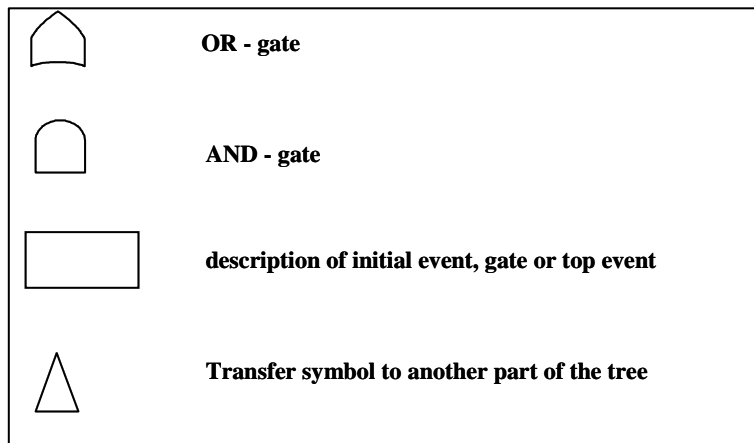 OR - gate
AND - gate
description of initial event, gate or top event
Transfer symbol to another part of the tree